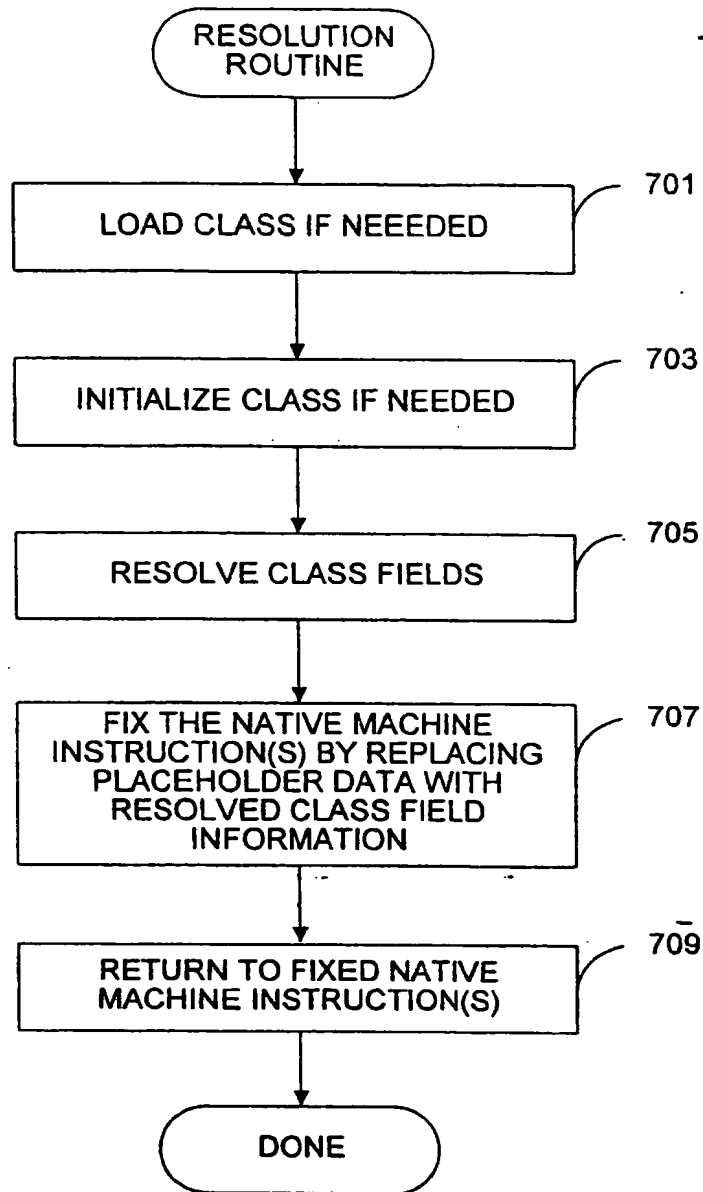 RESOLUTION
ROUTINE
701
LOAD CLASS IF NEEEDED
703
INITIALIZE CLASS IF NEEDED
705
RESOLVE CLASS FIELDS
707
FIX THE NATIVE MACHINE
INSTRUCTION(S) BY REPLACING
PLACEHOLDER DATA WITH
RESOLVED CLASS FIELD
INFORMATION
709
RETURN TO FIXED NATIVE
MACHINE INSTRUCTION(S)
DONE